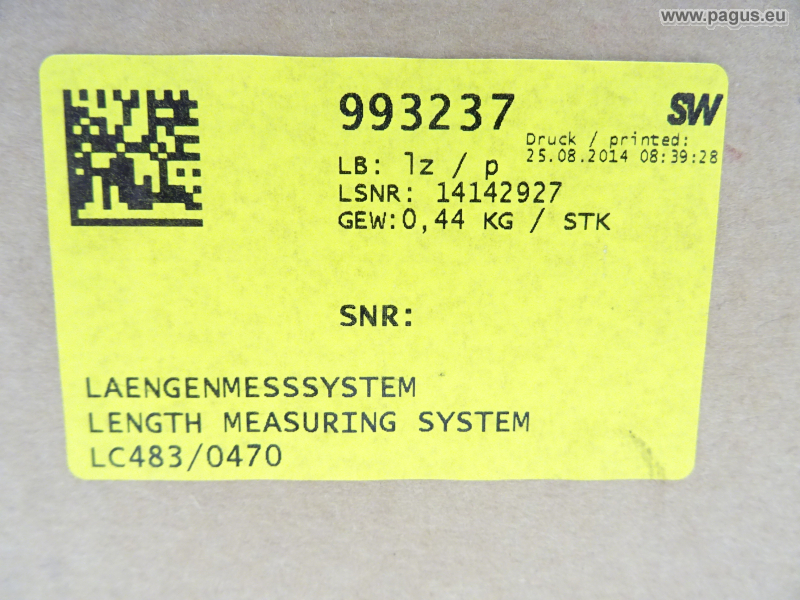 www.pagus.eu
993237
SW
Druck / printed:
25.08.2014 08:39:28
LB: lz / p
LSNR: 14142927
GEW:0,44 KG / STK
SNR:
LAENGENMESSSYSTEM
LENGTH MEASURING SYSTEM
LC483/0470